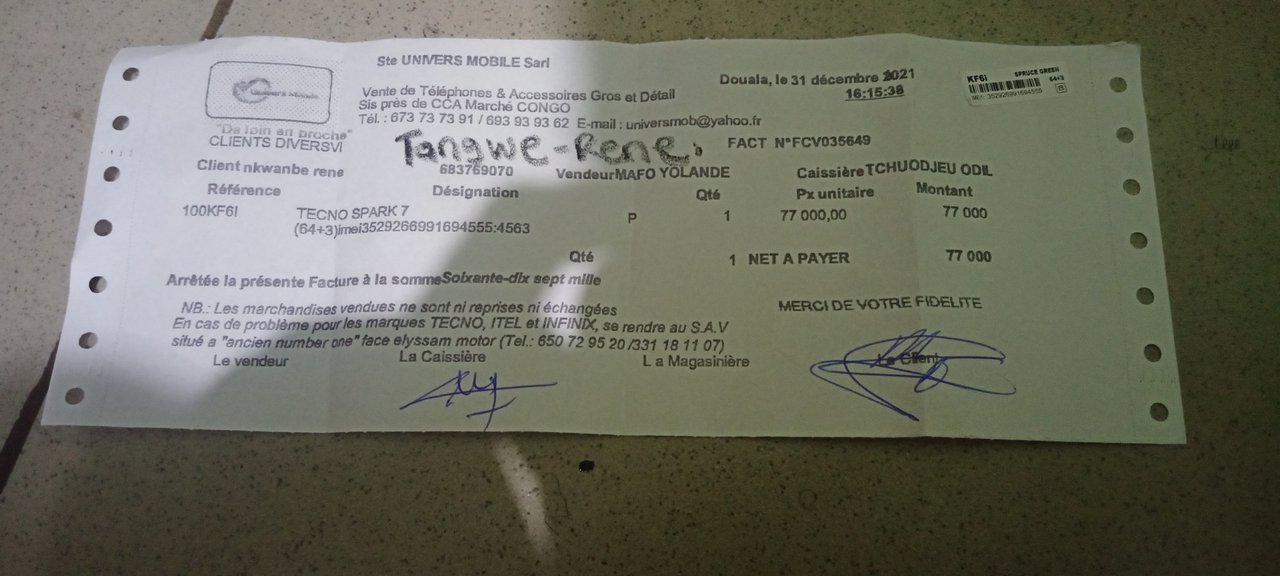 Ste UNIVERS MOBILE Sarl
Univers Mobile
"De loin en proche"
CLIENTS DIVERSVI
Vente de Téléphones & Accessoires Gros et Détail
Sis près de CCA Marché CONGO
Tél. : 673 73 73 91 / 693 93 93 62 E-mail : universmob@yahoo.fr
Douala, le 31 décembre 2021
16:15:38
KF6I SPRUCE GREEN
64+3
Tangwe-Rene
FACT N°FCV035649
Client nkwanbe rene 683769070 VendeurMAFO YOLANDE CaissièreTCHUODJEU ODIL
Référence Désignation Qté Px unitaire Montant
100KF6I TECNO SPARK 7 P 1 77 000,00 77 000
(64+3)imei3529266991694555:4563
Qté 1 NET A PAYER 77 000
Arrêtée la présente Facture à la sommeSoixante-dix sept mille
NB.: Les marchandises vendues ne sont ni reprises ni échangées
MERCI DE VOTRE FIDELITE
En cas de problème pour les marques TECNO, ITEL et INFINIX, se rendre au S.A.V
situé a "ancien number one" face elyssam motor (Tel.: 650 72 95 20 /331 18 11 07)
Le vendeur La Caissière L a Magasinière Le Client